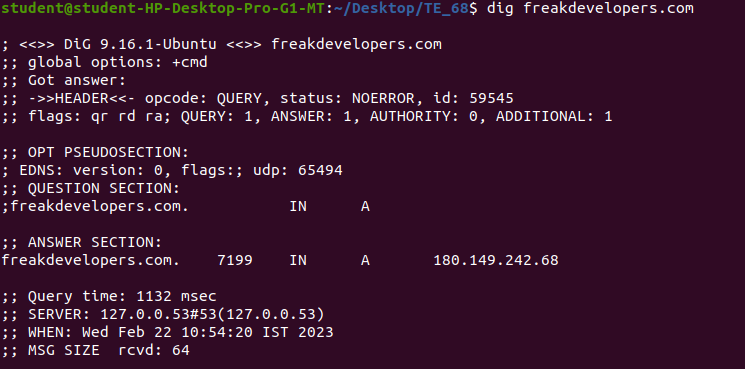 student@student-HP-Desktop-Pro-G1-MT:~/Desktop/TE_68$ dig freakdevelopers.com
; <<>> DiG 9.16.1-Ubuntu <<>> freakdevelopers.com
;; global options: +cmd
;; Got answer:
;; ->>HEADER<<- opcode: QUERY, status: NOERROR, id: 59545
;; flags: qr rd ra; QUERY: 1, ANSWER: 1, AUTHORITY: 0, ADDITIONAL: 1
;; OPT PSEUDOSECTION:
; EDNS: version: 0, flags:; udp: 65494
;; QUESTION SECTION:
;freakdevelopers.com. IN A
;; ANSWER SECTION:
freakdevelopers.com. 7199 IN A 180.149.242.68
;; Query time: 1132 msec
;; SERVER: 127.0.0.53#53(127.0.0.53)
;; WHEN: Wed Feb 22 10:54:20 IST 2023
;; MSG SIZE rcvd: 64